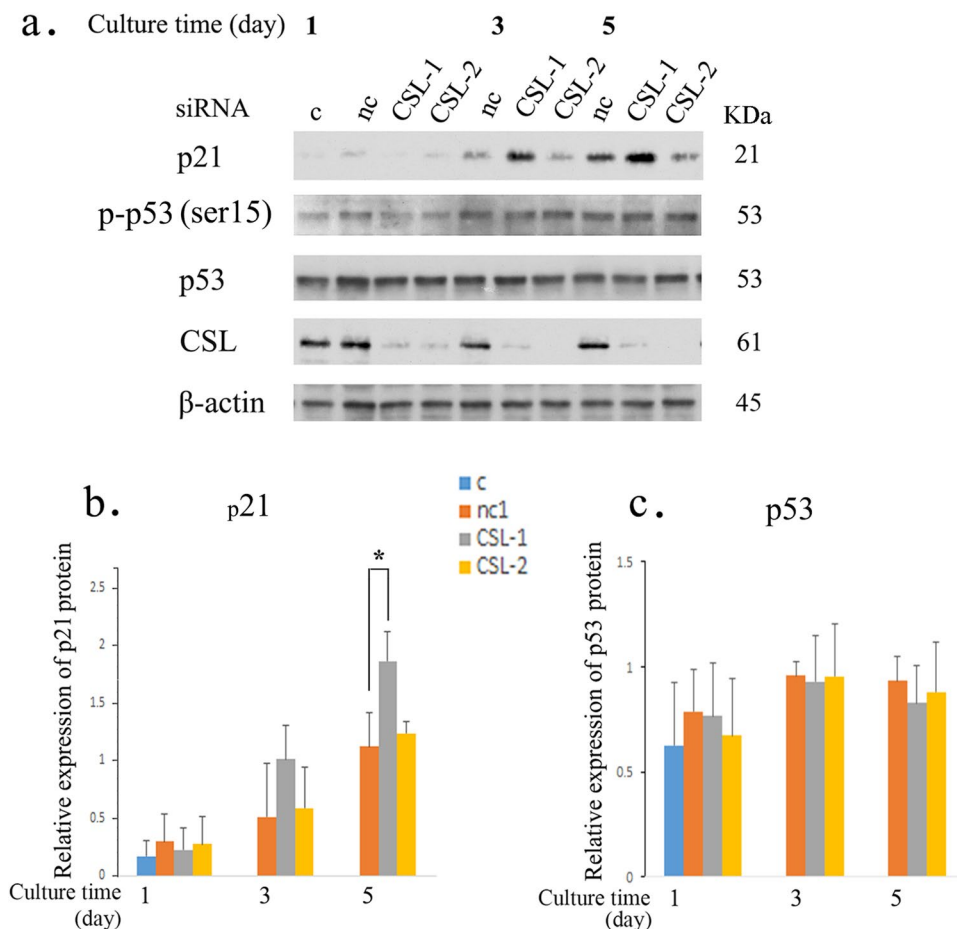 a. Culture time (day) 1 3 5
siRNA c nc CSL-1 CSL-2 nc CSL-1 CSL-2 nc CSL-1 CSL-2 KDa
p21 21
p-p53 (ser15) 53
p53 53
CSL 61
β-actin 45
b. p21
c
nc1
CSL-1
CSL-2
*
Relative expression of p21 protein
2.5
2
1.5
1
0.5
0
Culture time (day) 1 3 5
c. p53
Relative expression of p53 protein
1.5
1
0.5
0
Culture time (day) 1 3 5